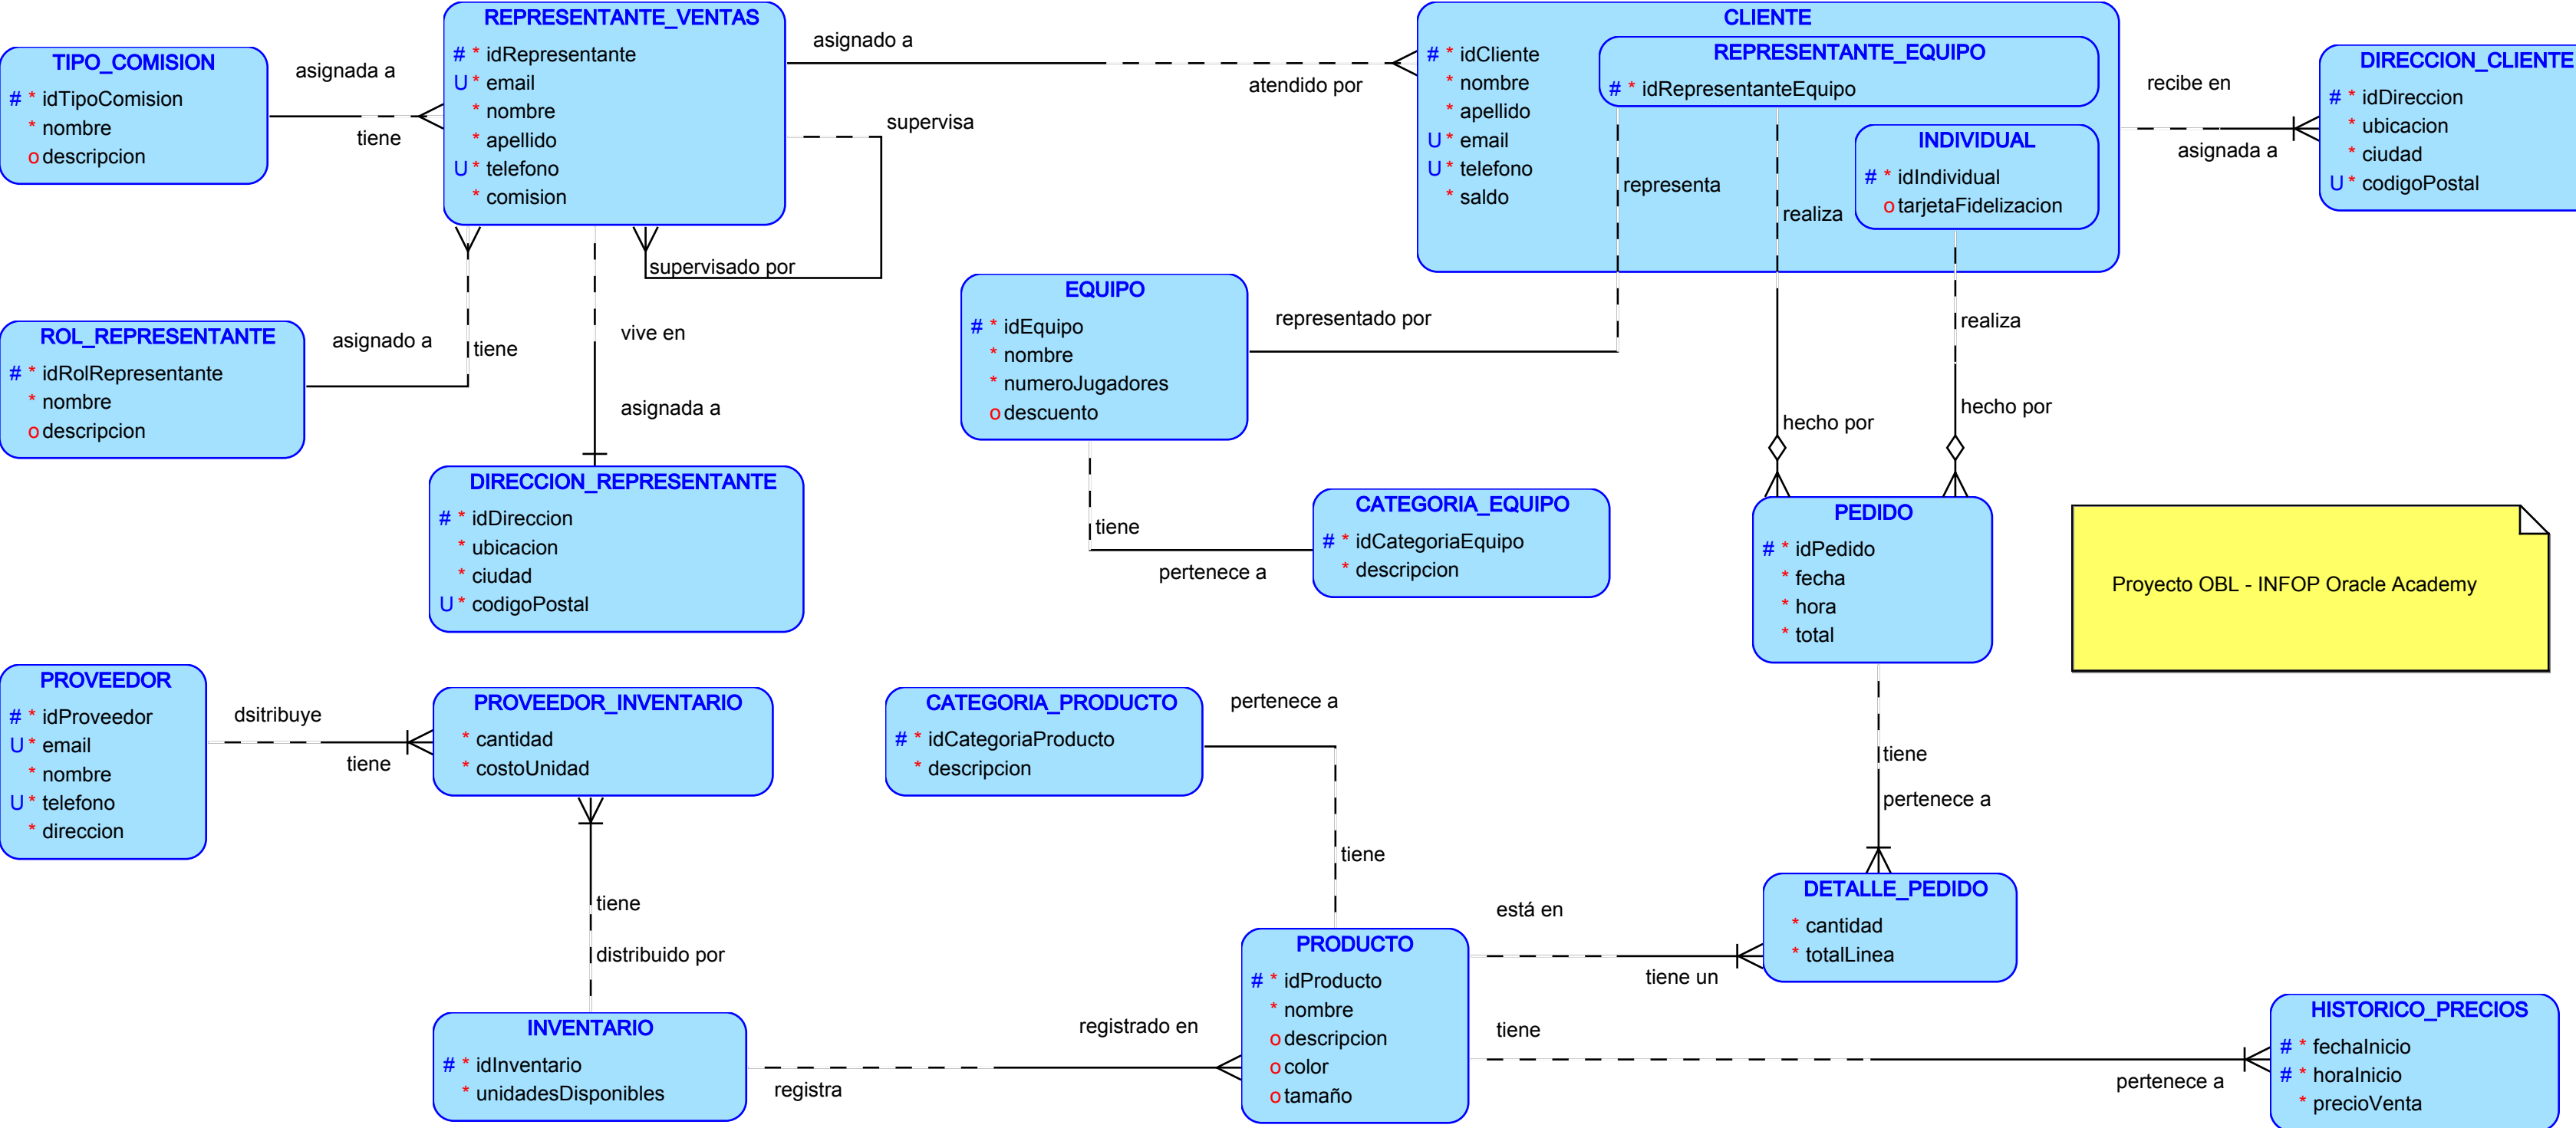 REPRESENTANTE_VENTAS
# * idRepresentante
U * email
* nombre
* apellido
U * telefono
* comision
TIPO_COMISION
# * idTipoComision
* nombre
o descripcion
asignada a
tiene
asignado a
atendido por
supervisa
supervisado por
CLIENTE
# * idCliente
* nombre
* apellido
U * email
U * telefono
* saldo
REPRESENTANTE_EQUIPO
# * idRepresentanteEquipo
INDIVIDUAL
# * idIndividual
o tarjetaFidelizacion
representa
realiza
recibe en
asignada a
DIRECCION_CLIENTE
# * idDireccion
* ubicacion
* ciudad
U * codigoPostal
ROL_REPRESENTANTE
# * idRolRepresentante
* nombre
o descripcion
asignado a
tiene
vive en
asignada a
EQUIPO
# * idEquipo
* nombre
* numeroJugadores
o descuento
representado por
realiza
hecho por
hecho por
DIRECCION_REPRESENTANTE
# * idDireccion
* ubicacion
* ciudad
U * codigoPostal
tiene
pertenece a
CATEGORIA_EQUIPO
# * idCategoriaEquipo
* descripcion
PEDIDO
# * idPedido
* fecha
* hora
* total
Proyecto OBL - INFOP Oracle Academy
PROVEEDOR
# * idProveedor
U * email
* nombre
U * telefono
* direccion
dsitribuye
tiene
PROVEEDOR_INVENTARIO
* cantidad
* costoUnidad
CATEGORIA_PRODUCTO
# * idCategoriaProducto
* descripcion
pertenece a
tiene
tiene
pertenece a
tiene
distribuido por
DETALLE_PEDIDO
* cantidad
* totalLinea
está en
tiene un
PRODUCTO
# * idProducto
* nombre
o descripcion
o color
o tamaño
INVENTARIO
# * idInventario
* unidadesDisponibles
registrado en
registra
tiene
pertenece a
HISTORICO_PRECIOS
# * fechaInicio
# * horaInicio
* precioVenta